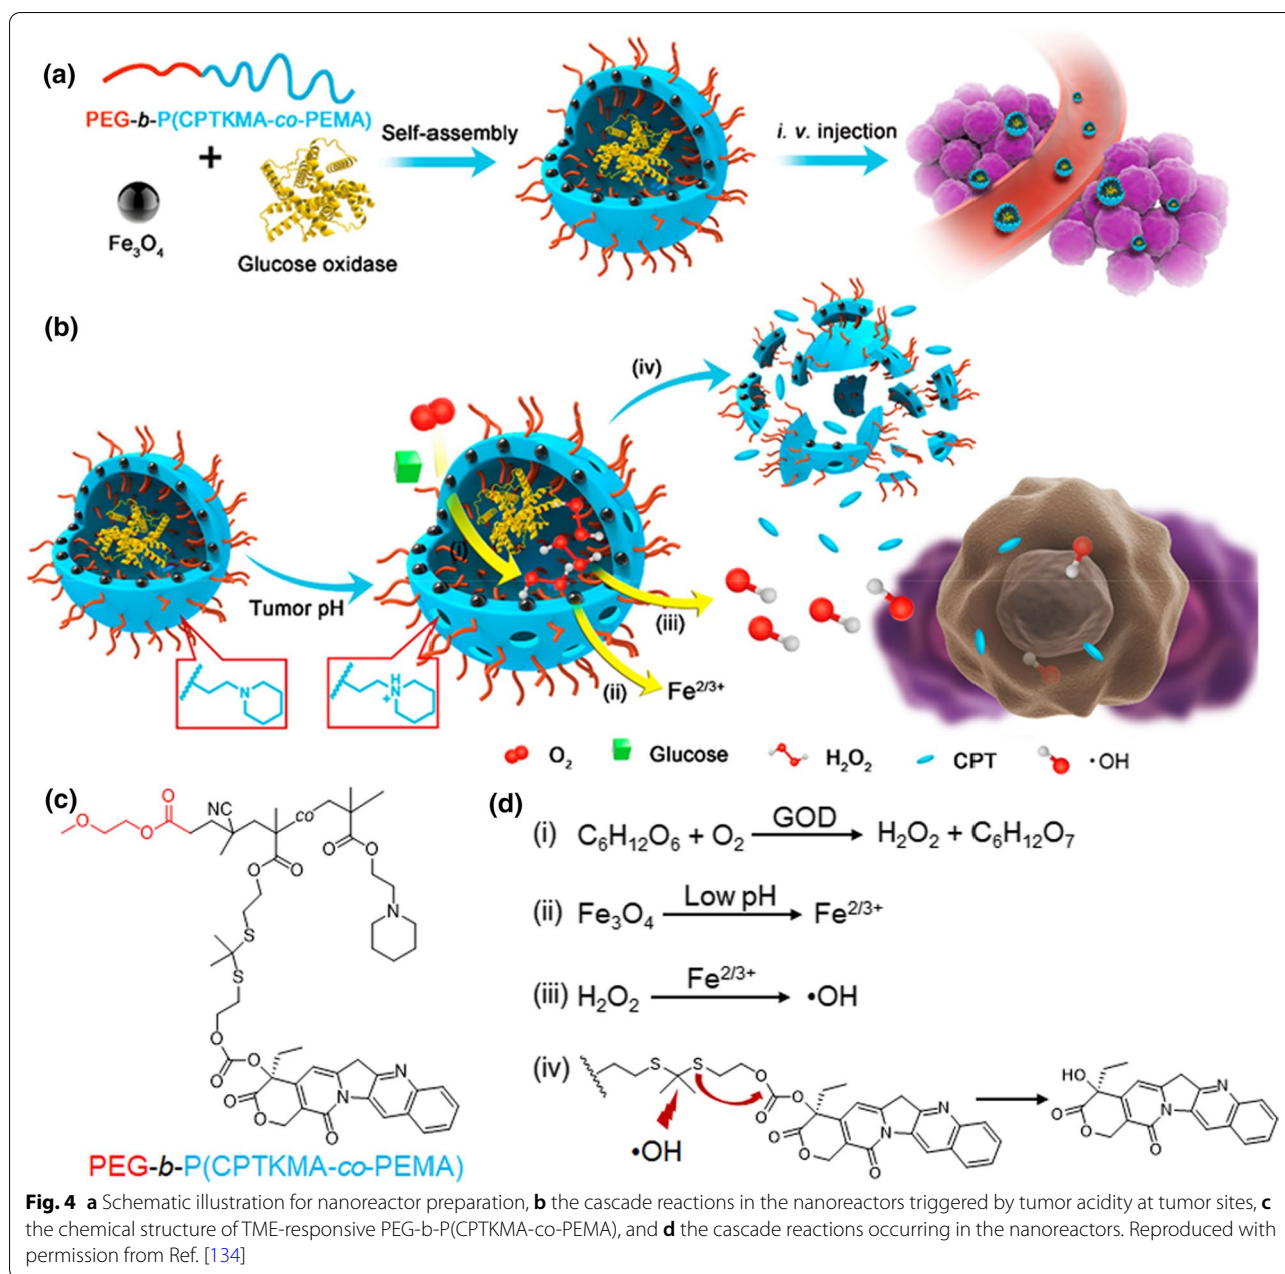 (a)
PEG-b-P(CPTKMA-co-PEMA)
+
Fe3O4
Glucose oxidase
Self-assembly
i. v. injection
(b)
(iv)
(i)
Tumor pH
(iii)
(ii)
Fe2/3+
N
H
N
+
O2
Glucose
H2O2
CPT
•OH
(c)
O
O
O
NC
co
O
O
O
O
N
S
S
O
O
O
O
O
N
N
O
PEG-b-P(CPTKMA-co-PEMA)
(d)
(i) C6H12O6 + O2 GOD H2O2 + C6H12O7
(ii) Fe3O4 Low pH Fe2/3+
(iii) H2O2 Fe2/3+ •OH
(iv)
S
S
O
O
O
O
O
N
N
O
•OH
HO
O
O
N
N
O
Fig. 4 a Schematic illustration for nanoreactor preparation, b the cascade reactions in the nanoreactors triggered by tumor acidity at tumor sites, c
the chemical structure of TME-responsive PEG-b-P(CPTKMA-co-PEMA), and d the cascade reactions occurring in the nanoreactors. Reproduced with
permission from Ref. [134]